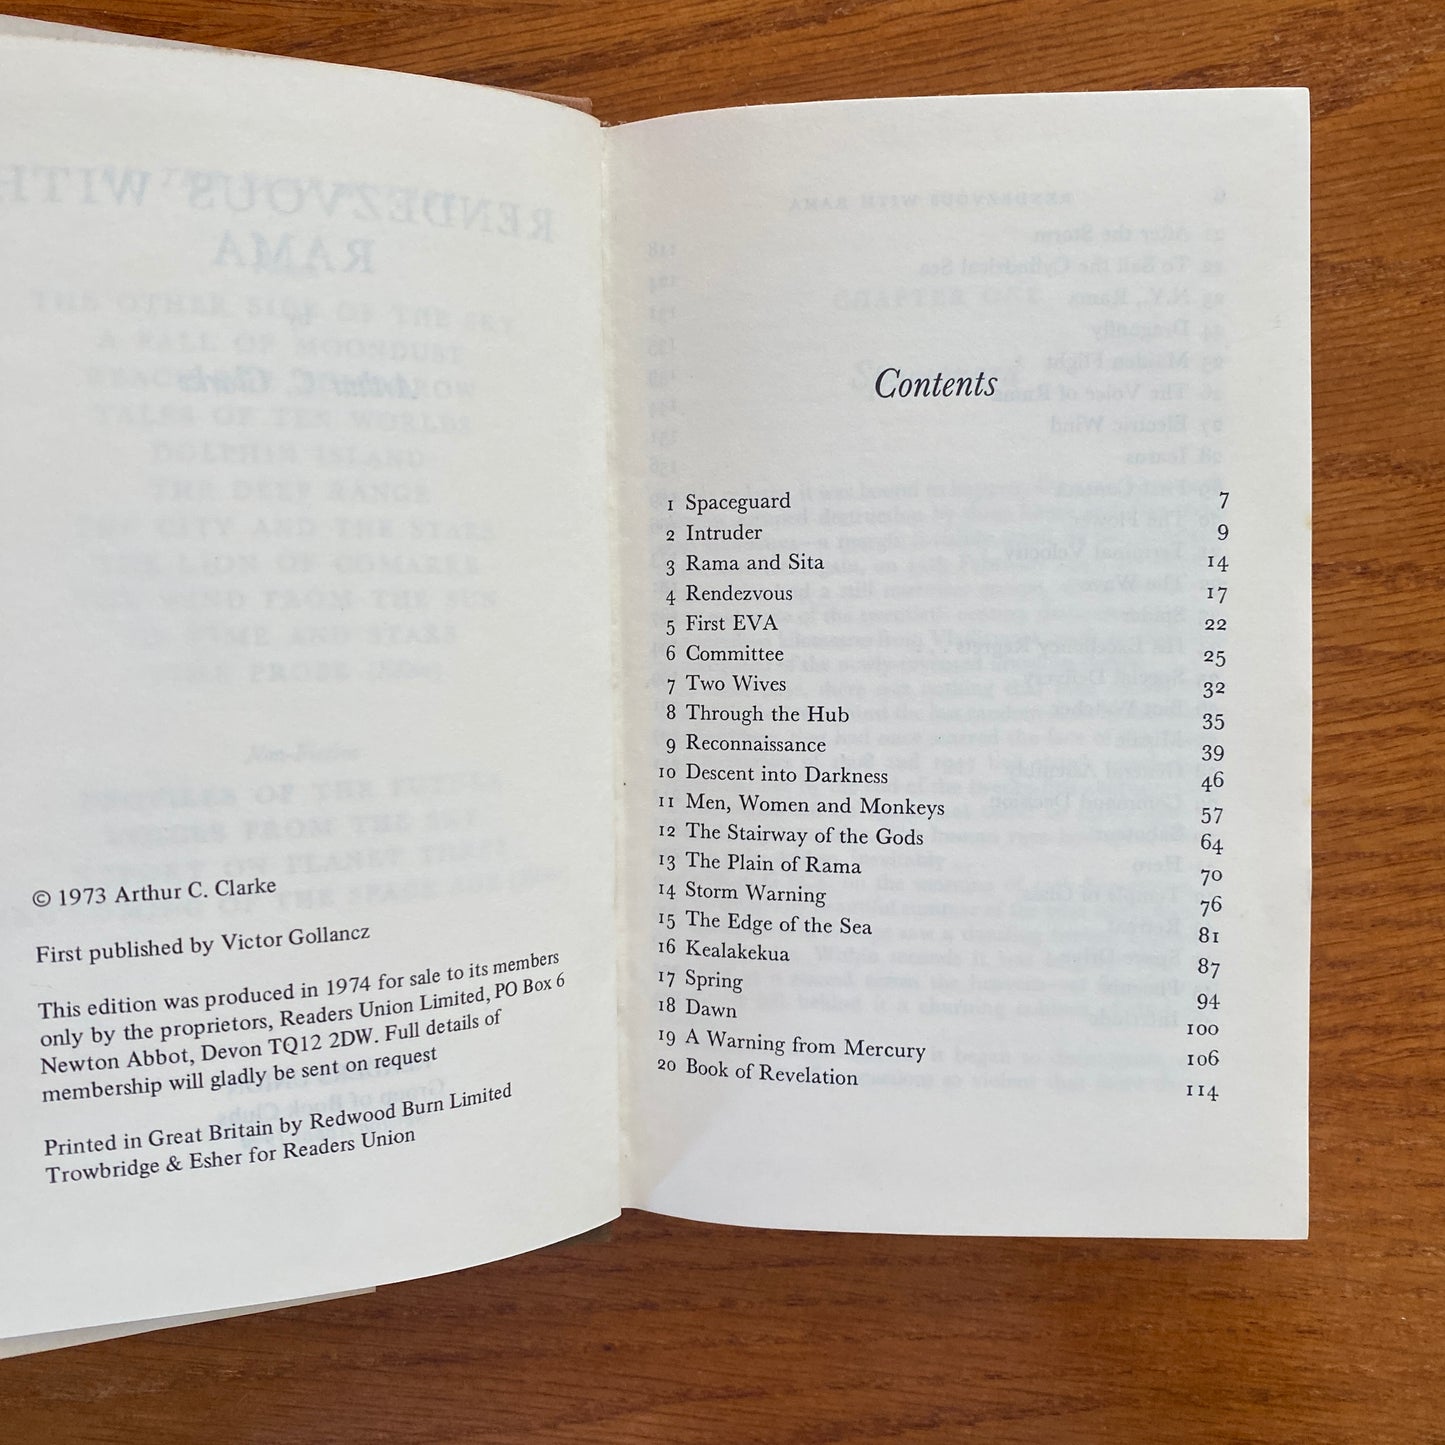 © 1973 Arthur C. Clarke
First published by Victor Gollancz
This edition was produced in 1974 for sale to its members
only by the proprietors, Readers Union Limited, PO Box 6
Newton Abbot, Devon TQ12 2DW. Full details of
membership will gladly be sent on request
Printed in Great Britain by Redwood Burn Limited
Trowbridge & Esher for Readers Union
Contents
1 Spaceguard 7
2 Intruder 9
3 Rama and Sita 14
4 Rendezvous 17
5 First EVA 22
6 Committee 25
7 Two Wives 32
8 Through the Hub 35
9 Reconnaissance 39
10 Descent into Darkness 46
11 Men, Women and Monkeys 57
12 The Stairway of the Gods 64
13 The Plain of Rama 70
14 Storm Warning 76
15 The Edge of the Sea 81
16 Kealakekua 87
17 Spring 94
18 Dawn 100
19 A Warning from Mercury 106
20 Book of Revelation 114